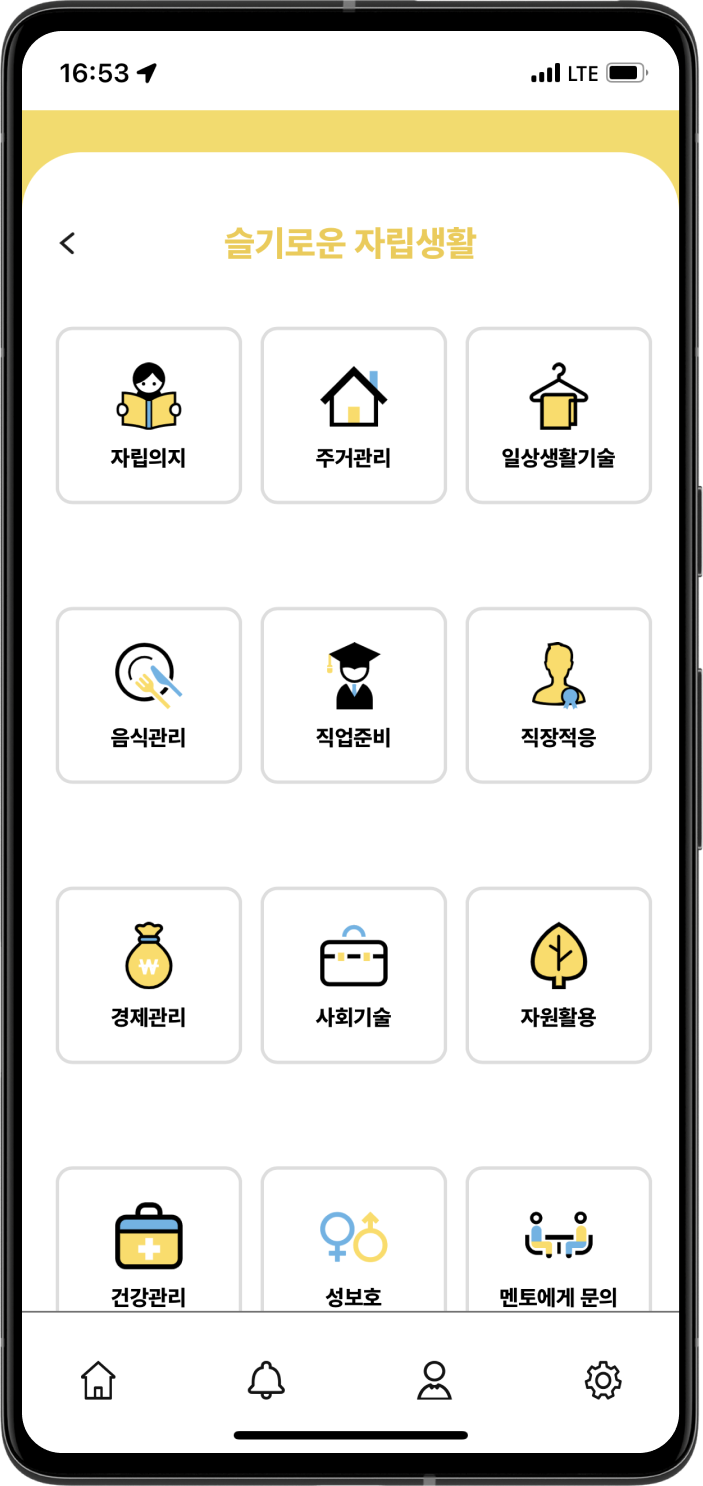 16:53 LTE
슬기로운 자립생활
자립의지 주거관리 일상생활기술
음식관리 직업준비 직장적응
₩
경제관리 사회기술 자원활용
건강관리 성보호 멘토에게 문의